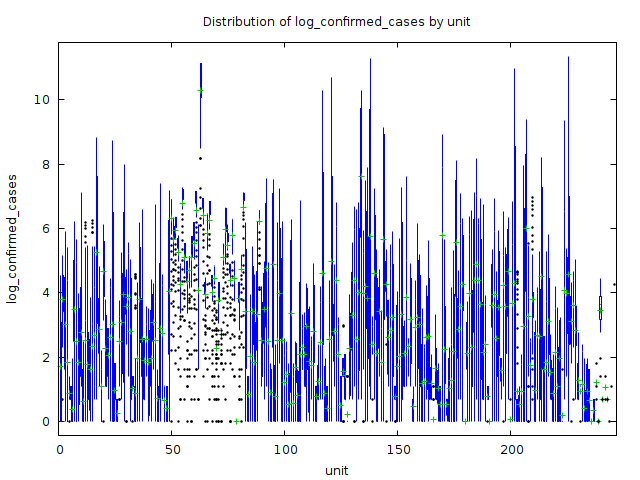 Distribution of log_confirmed_cases by unit
10
8
6
4
2
0
log_confirmed_cases
0 50 100 150 200
unit